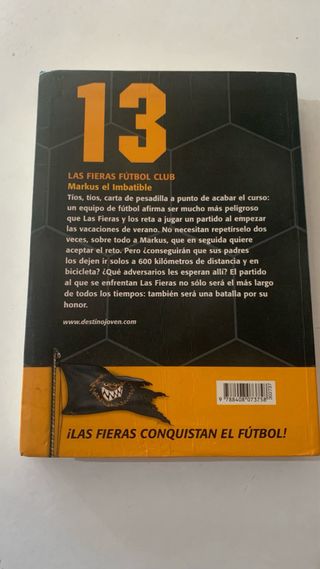 13
LAS FIERAS FÚTBOL CLUB
Markus el Imbatible
Tíos, tíos, carta de pesadilla a punto de acabar el curso:
un equipo de fútbol afirma ser mucho más peligroso
que Las Fieras y los reta a jugar un partido al empezar
las vacaciones de verano. No necesitan repetírselo dos
veces, sobre todo a Markus, que en seguida quiere
aceptar el reto. Pero ¿conseguirán que sus padres
los dejen ir solos a 600 kilómetros de distancia y en
bicicleta? ¿Qué adversarios les esperan allí? El partido
al que se enfrentan Las Fieras no sólo será el más largo
de todos los tiempos: también será una batalla por su
honor.
www.destinojoven.com
9 788408 073758
¡LAS FIERAS CONQUISTAN EL FÚTBOL!